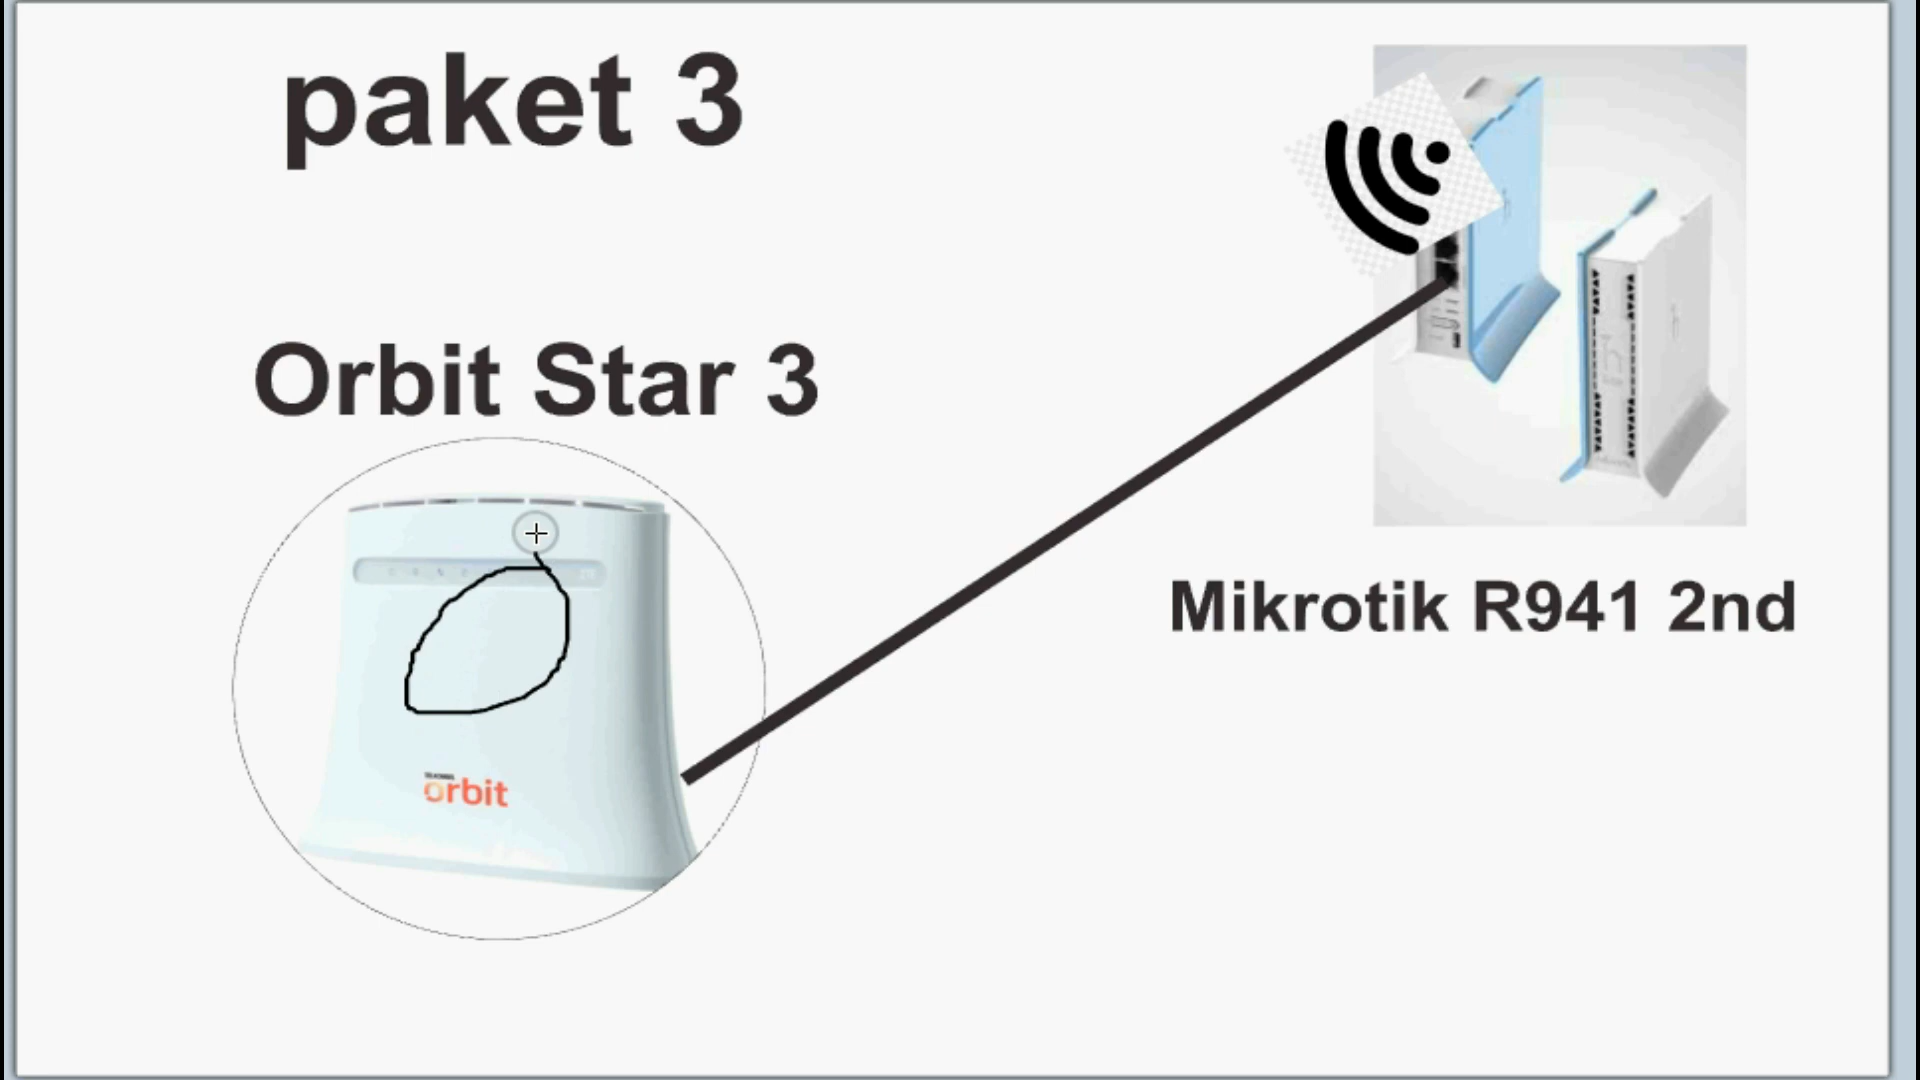 paket 3
Orbit Star 3
orbit
Mikrotik R941 2nd